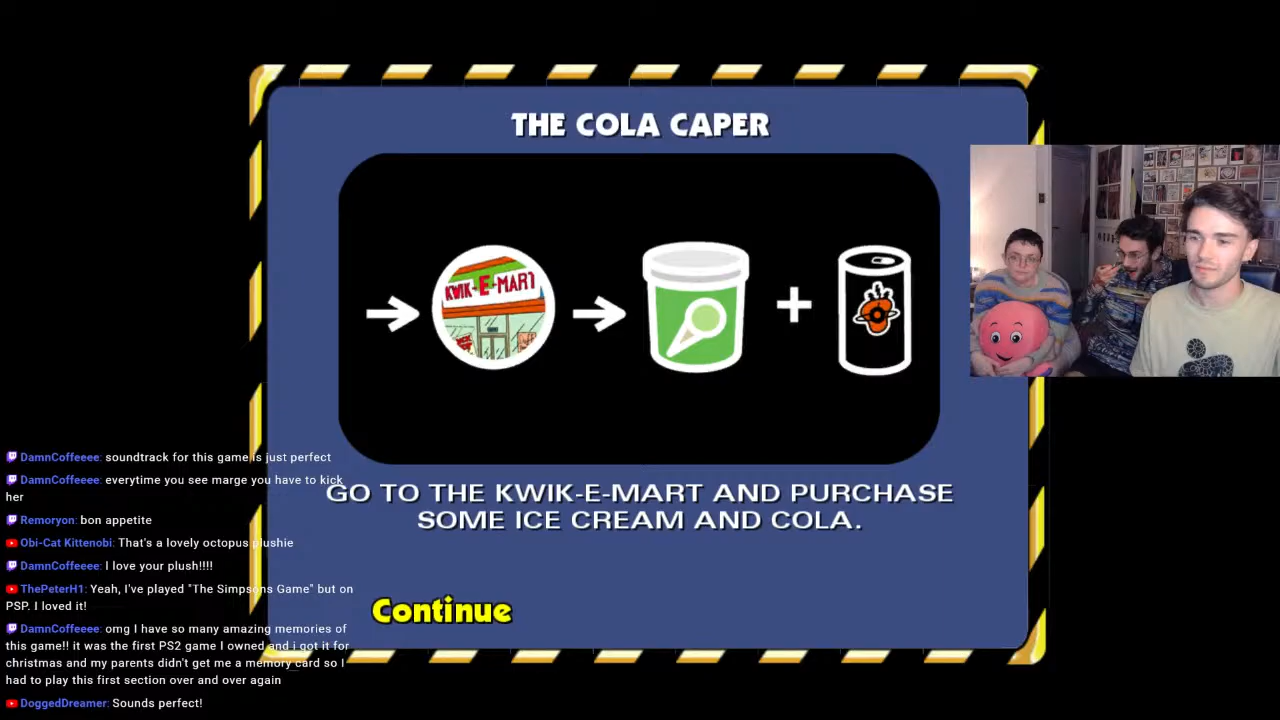 THE COLA CAPER
KWIK-E-MART
GO TO THE KWIK-E-MART AND PURCHASE
SOME ICE CREAM AND COLA.
Continue
DamnCoffeeee: soundtrack for this game is just perfect
DamnCoffeeee: everytime you see marge you have to kick
her
Remoryon: bon appetite
Obi-Cat Kittenobi: That's a lovely octopus plushie
DamnCoffeeee: I love your plush!!!!
ThePeterH1: Yeah, I've played "The Simpsons Game" but on
PSP. I loved it!
DamnCoffeeee: omg I have so many amazing memories of
this game!! it was the first PS2 game I owned and i got it for
christmas and my parents didn't get me a memory card so I
had to play this first section over and over again
DoggedDreamer: Sounds perfect!